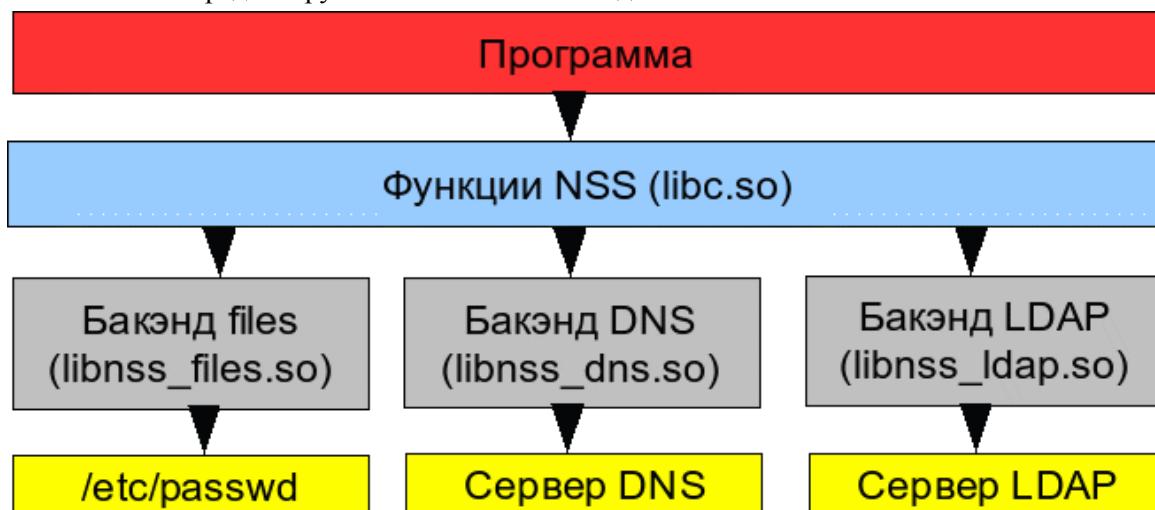 Программа
Функции NSS (libc.so)
Бакэнд files
(libnss_files.so)
Бакэнд DNS
(libnss_dns.so)
Бакэнд LDAP
(libnss_ldap.so)
/etc/passwd
Сервер DNS
Сервер LDAP